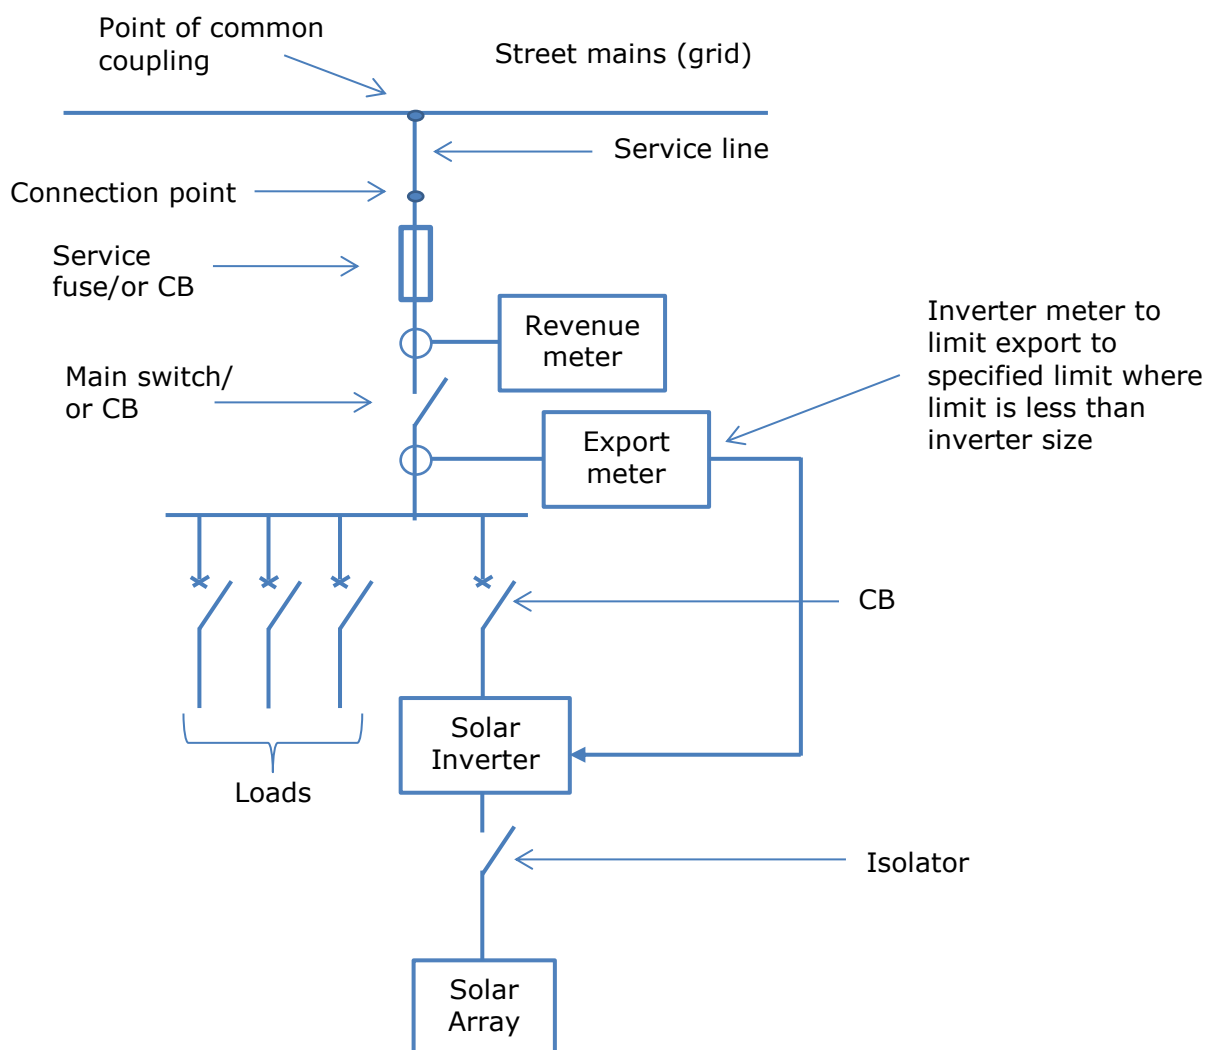 Point of common
coupling
Street mains (grid)
Service line
Connection point
Service
fuse/or CB
Revenue
meter
Inverter meter to
limit export to
specified limit where
limit is less than
inverter size
Main switch/
or CB
Export
meter
CB
Solar
Inverter
Loads
Isolator
Solar
Array